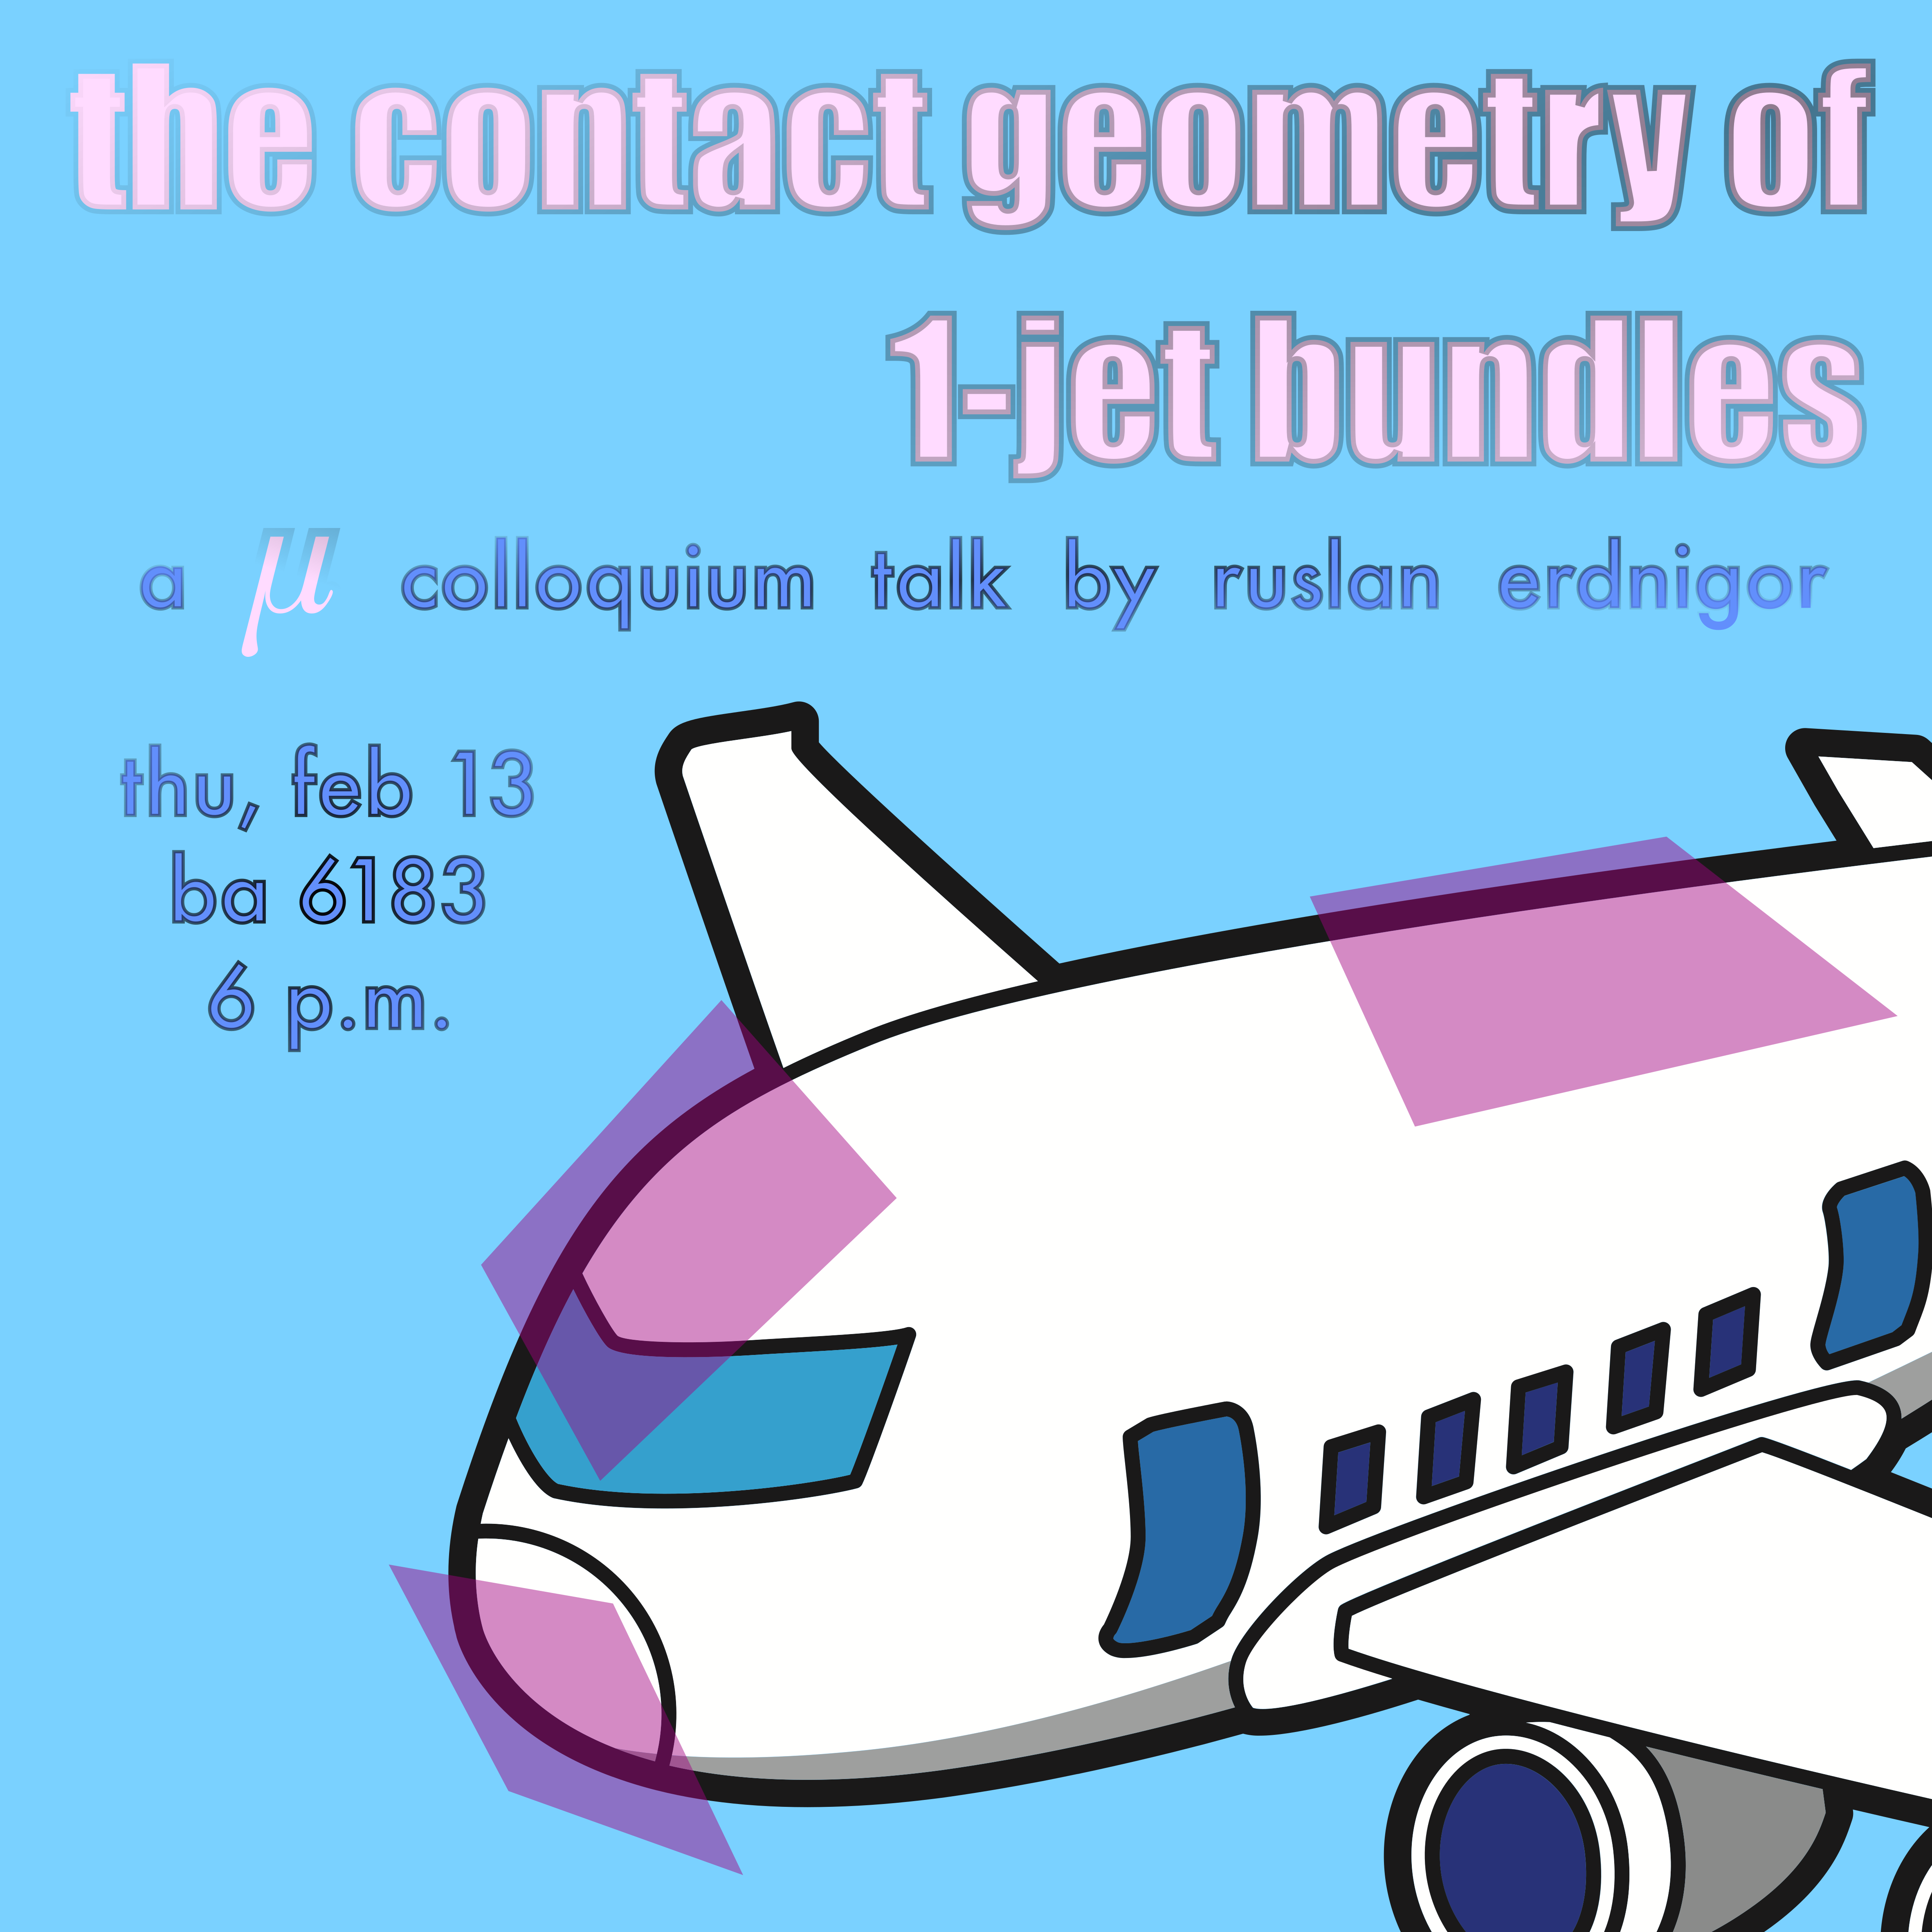 the contact geometry of
1-jet bundles
a μ colloquium talk by ruslan erdnigor
thu, feb 13
ba 6183
6 p.m.